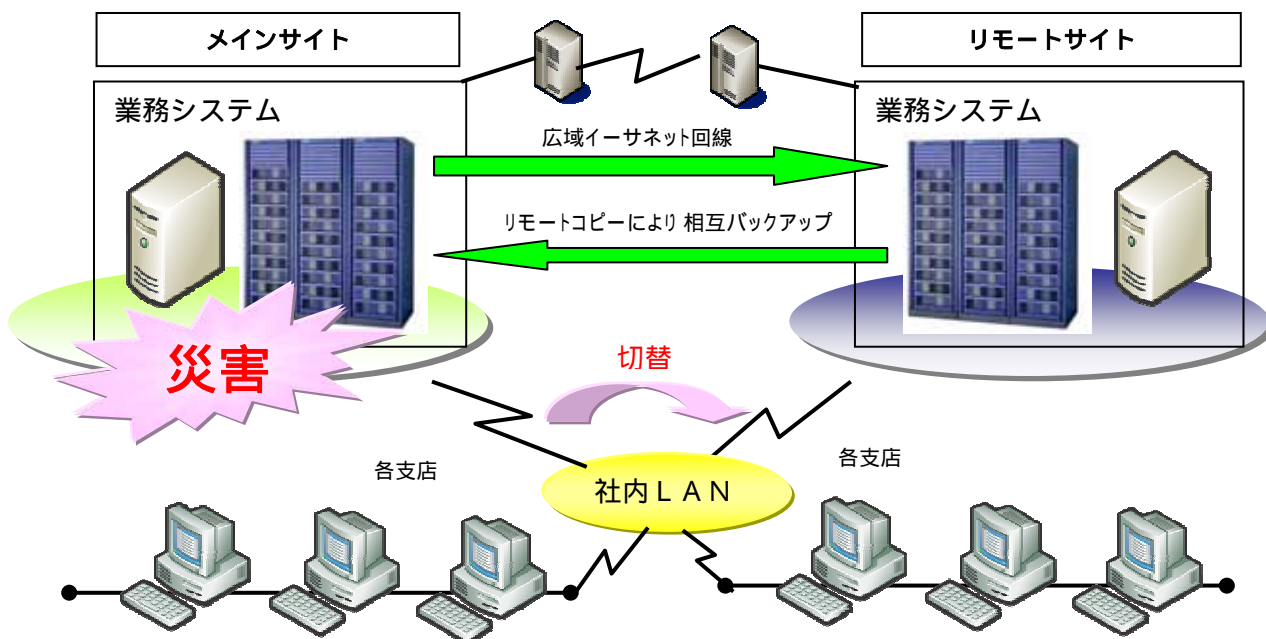 メインサイト
リモートサイト
業務システム
業務システム
広域イーサネット回線
リモートコピーにより 相互バックアップ
災害
切替
各支店
各支店
社内ＬＡＮ